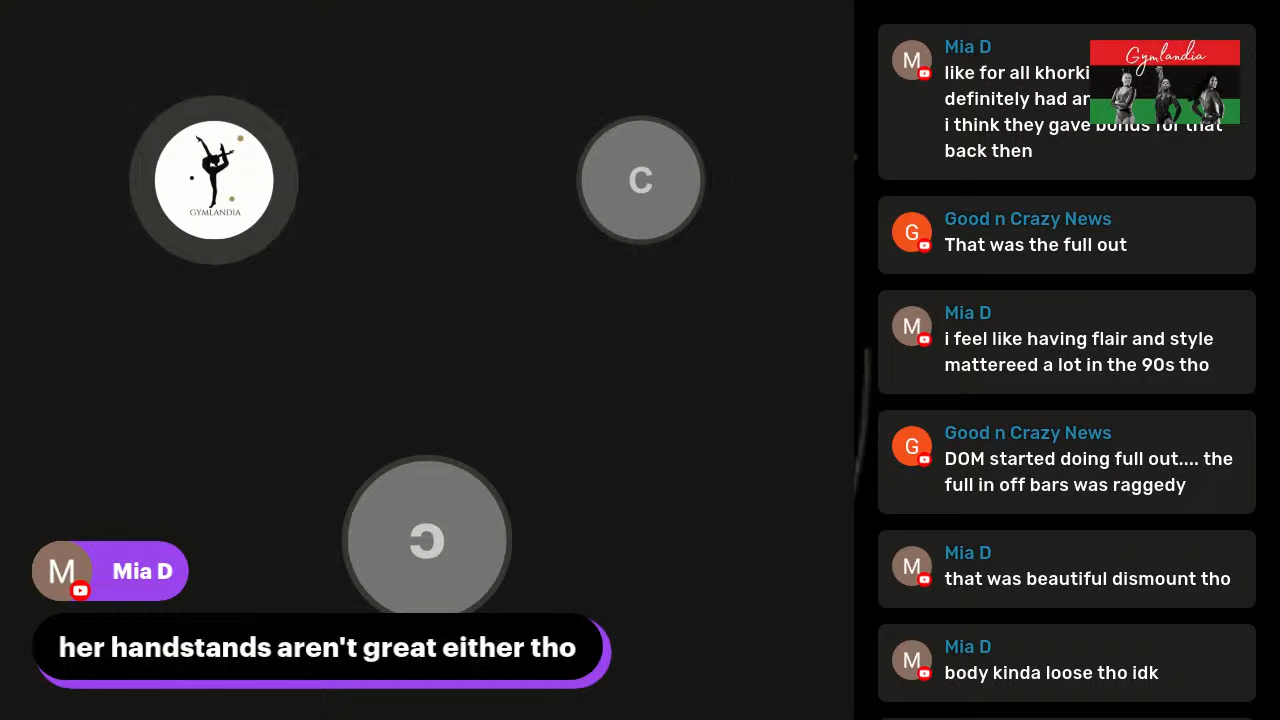 GYMLANDIA
C
C
M
Mia D
her handstands aren't great either tho
M
Mia D
like for all khorki
definitely had an
i think they gave bonus for that
back then
Gymlandia
G
Good n Crazy News
That was the full out
M
Mia D
i feel like having flair and style
mattereed a lot in the 90s tho
G
Good n Crazy News
DOM started doing full out.... the
full in off bars was raggedy
M
Mia D
that was beautiful dismount tho
M
Mia D
body kinda loose tho idk